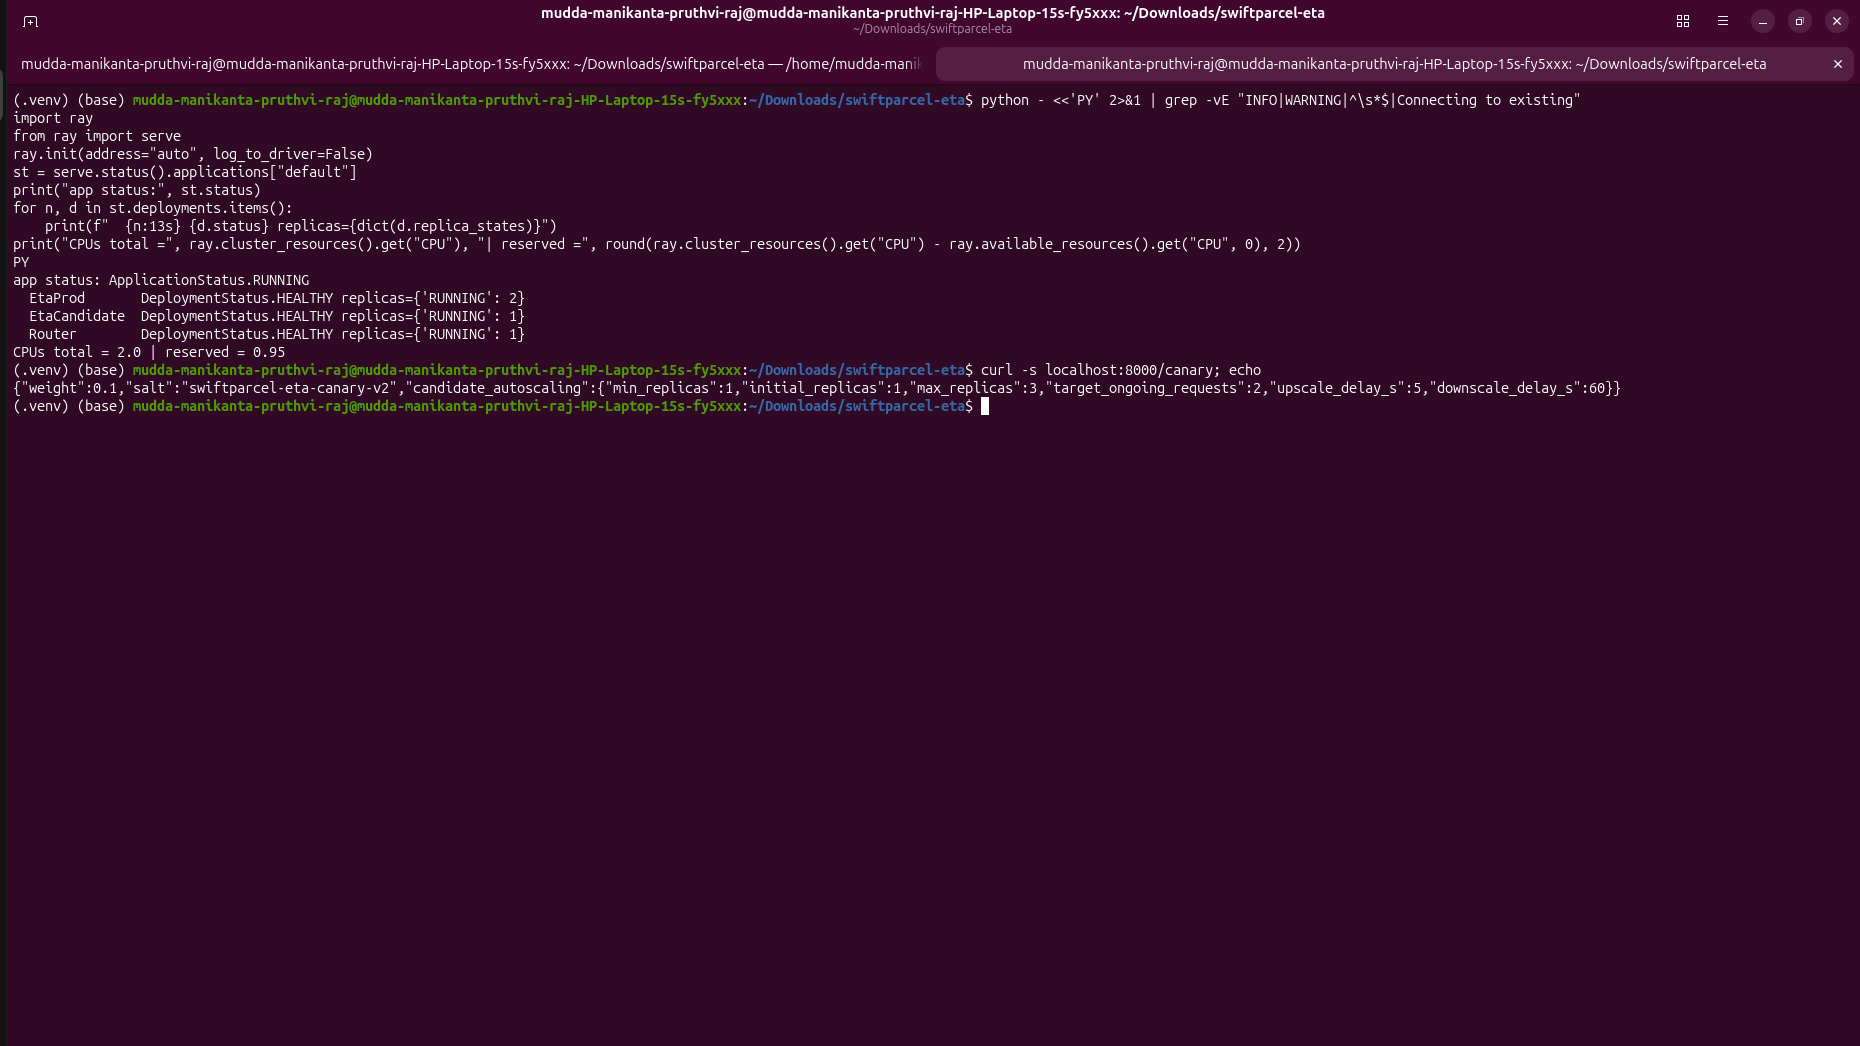 mudda-manikanta-pruthvi-raj@mudda-manikanta-pruthvi-raj-HP-Laptop-15s-fy5xxx: ~/Downloads/swiftparcel-eta
~/Downloads/swiftparcel-eta
mudda-manikanta-pruthvi-raj@mudda-manikanta-pruthvi-raj-HP-Laptop-15s-fy5xxx: ~/Downloads/swiftparcel-eta — /home/mudda-manik
mudda-manikanta-pruthvi-raj@mudda-manikanta-pruthvi-raj-HP-Laptop-15s-fy5xxx: ~/Downloads/swiftparcel-eta
(.venv) (base) mudda-manikanta-pruthvi-raj@mudda-manikanta-pruthvi-raj-HP-Laptop-15s-fy5xxx:~/Downloads/swiftparcel-eta$ python - <<'PY' 2>&1 | grep -vE "INFO|WARNING|^\s*$|Connecting to existing"
import ray
from ray import serve
ray.init(address="auto", log_to_driver=False)
st = serve.status().applications["default"]
print("app status:", st.status)
for n, d in st.deployments.items():
    print(f"  {n:13s} {d.status} replicas={dict(d.replica_states)}")
print("CPUs total =", ray.cluster_resources().get("CPU"), "| reserved =", round(ray.cluster_resources().get("CPU") - ray.available_resources().get("CPU", 0), 2))
PY
app status: ApplicationStatus.RUNNING
  EtaProd       DeploymentStatus.HEALTHY replicas={'RUNNING': 2}
  EtaCandidate  DeploymentStatus.HEALTHY replicas={'RUNNING': 1}
  Router        DeploymentStatus.HEALTHY replicas={'RUNNING': 1}
CPUs total = 2.0 | reserved = 0.95
(.venv) (base) mudda-manikanta-pruthvi-raj@mudda-manikanta-pruthvi-raj-HP-Laptop-15s-fy5xxx:~/Downloads/swiftparcel-eta$ curl -s localhost:8000/canary; echo
{"weight":0.1,"salt":"swiftparcel-eta-canary-v2","candidate_autoscaling":{"min_replicas":1,"initial_replicas":1,"max_replicas":3,"target_ongoing_requests":2,"upscale_delay_s":5,"downscale_delay_s":60}}
(.venv) (base) mudda-manikanta-pruthvi-raj@mudda-manikanta-pruthvi-raj-HP-Laptop-15s-fy5xxx:~/Downloads/swiftparcel-eta$